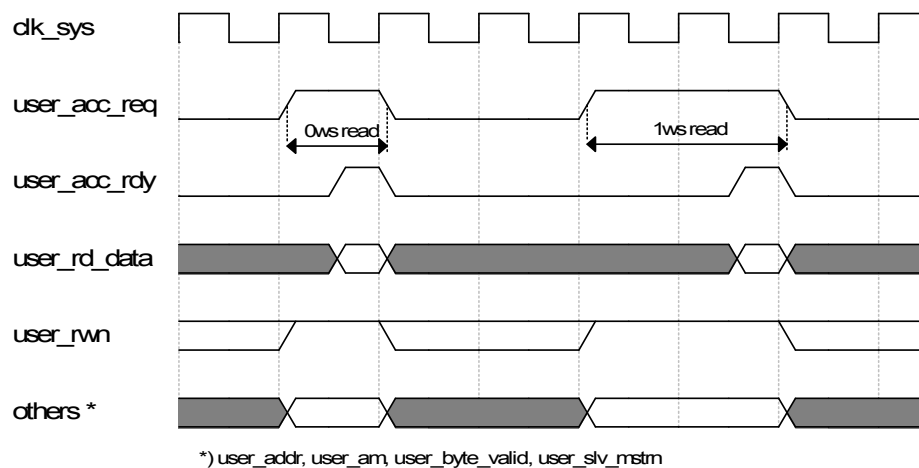 clk_sys
user_acc_req
0ws read
1ws read
user_acc_rdy
user_rd_data
user_rwn
others *
*) user_addr, user_am, user_byte_valid, user_slv_mstrn